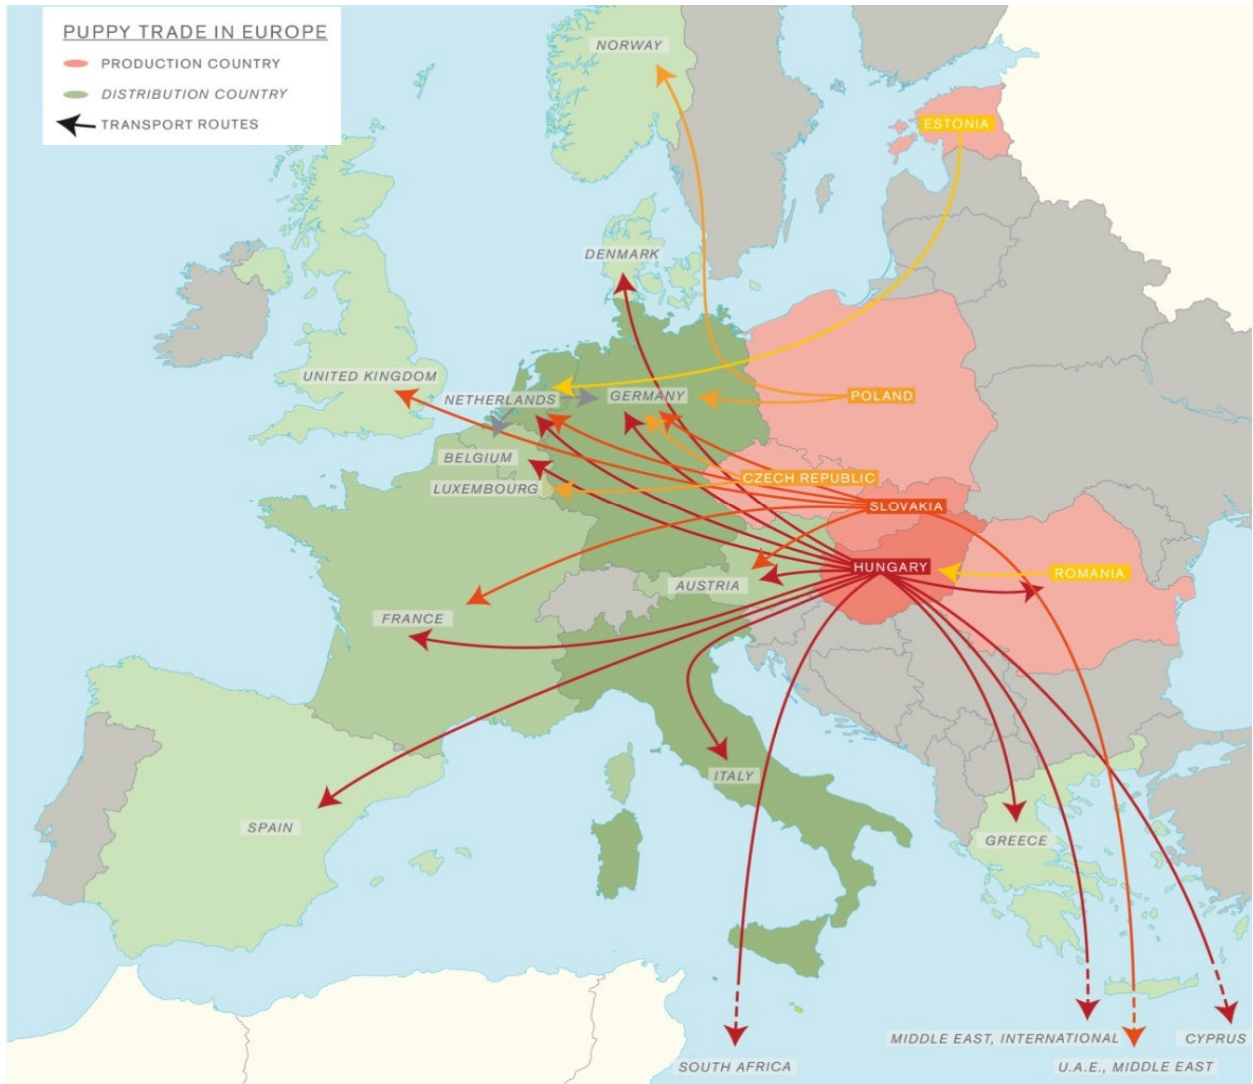 PUPPY TRADE IN EUROPE
PRODUCTION COUNTRY
DISTRIBUTION COUNTRY
TRANSPORT ROUTES
NORWAY
ESTONIA
DENMARK
UNITED KINGDOM
NETHERLANDS
GERMANY
POLAND
BELGIUM
CZECH REPUBLIC
LUXEMBOURG
SLOVAKIA
HUNGARY
ROMANIA
AUSTRIA
FRANCE
ITALY
SPAIN
GREECE
MIDDLE EAST, INTERNATIONAL
CYPRUS
SOUTH AFRICA
U.A.E., MIDDLE EAST